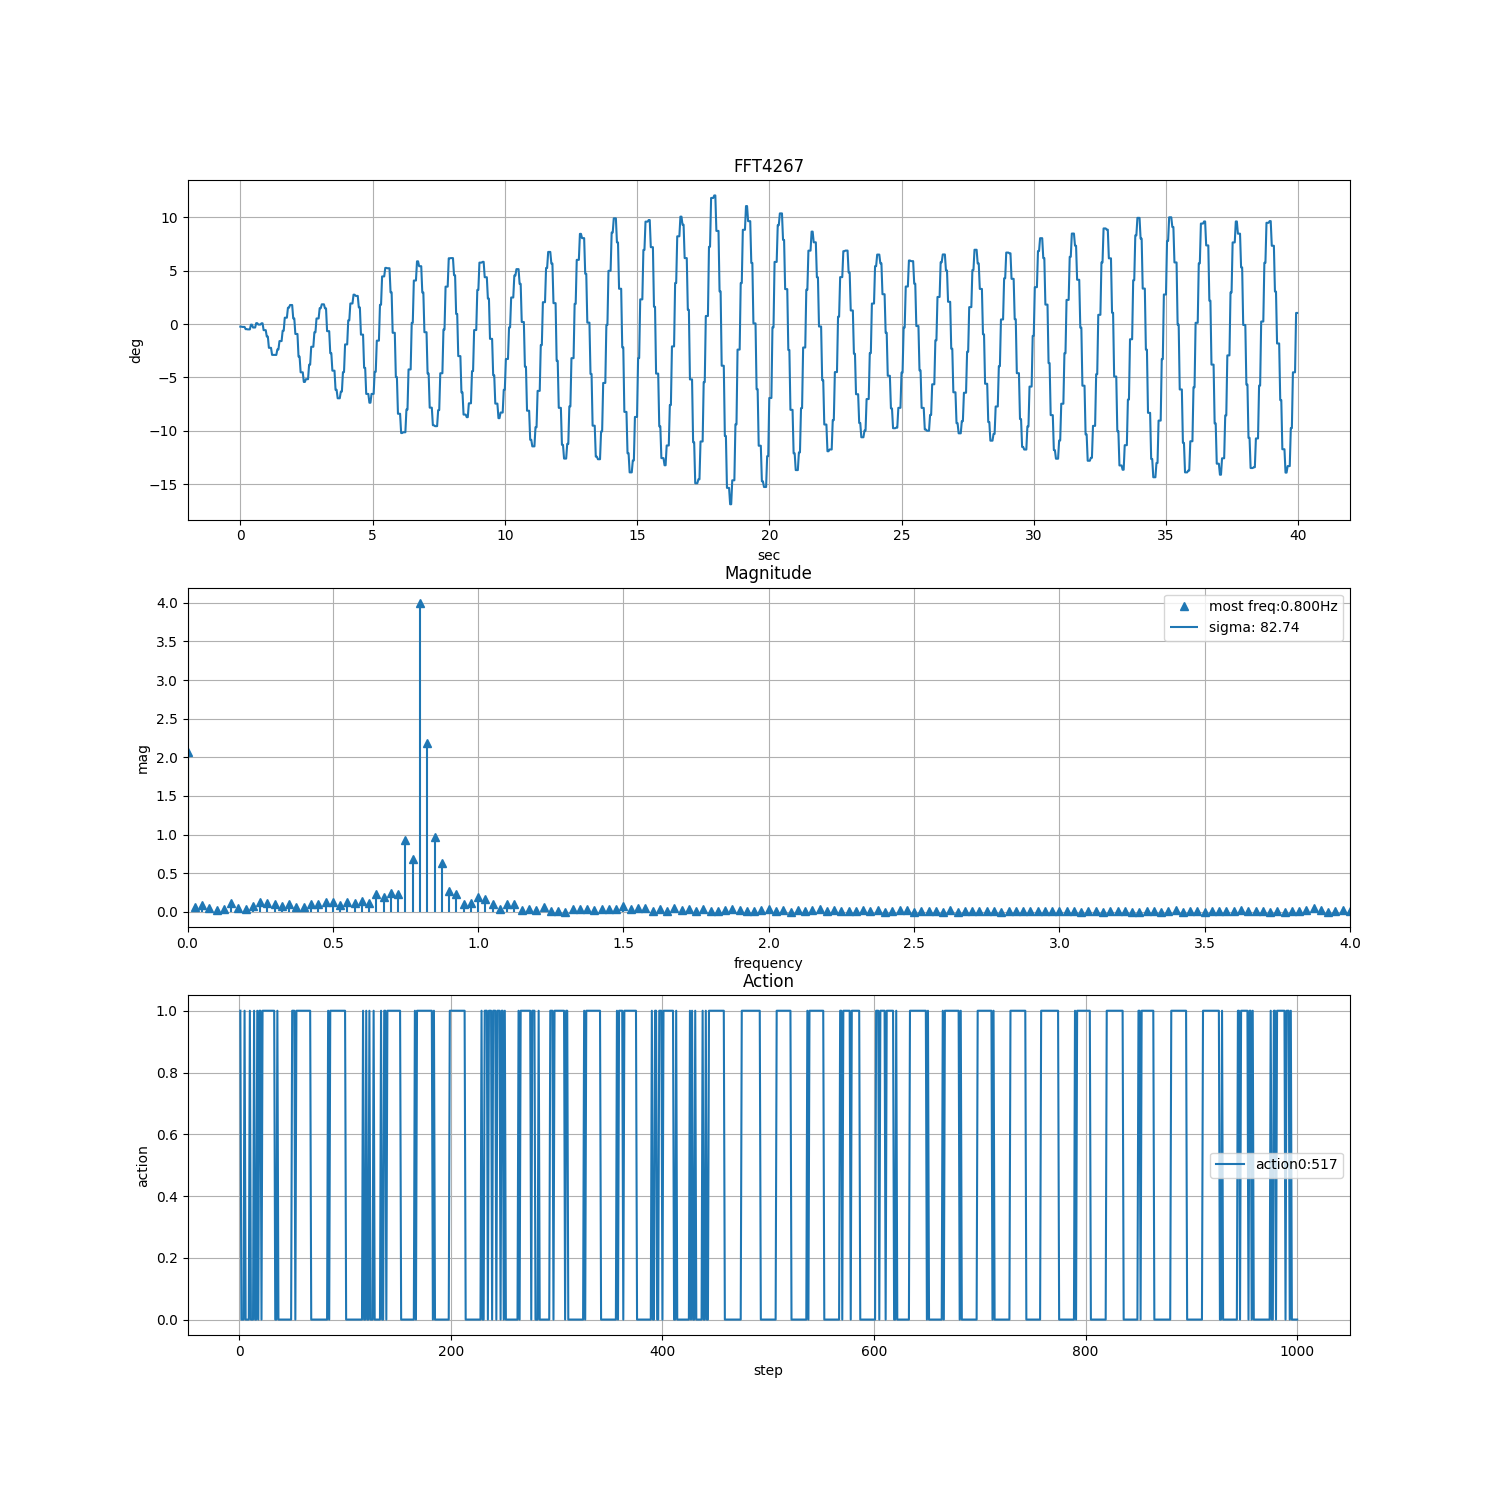 FFT4267
10
5
0
−5
−10
−15
deg
0 5 10 15 20 25 30 35 40
sec
Magnitude
4.0
3.5
3.0
2.5
2.0
1.5
1.0
0.5
0.0
mag
most freq:0.800Hz
sigma: 82.74
0.0 0.5 1.0 1.5 2.0 2.5 3.0 3.5 4.0
frequency
Action
1.0
0.8
0.6
0.4
0.2
0.0
action
action0:517
0 200 400 600 800 1000
step